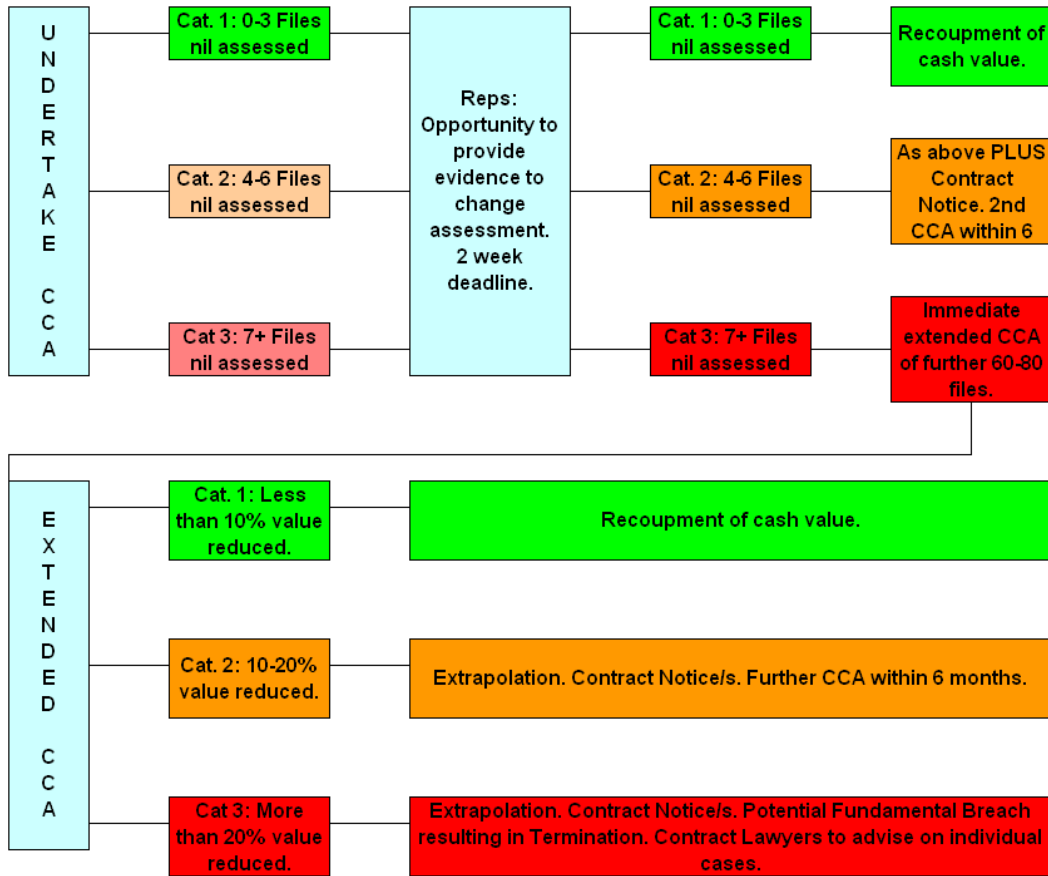 UNDERTAKE CCA
Cat. 1: 0-3 Files
nil assessed
Cat. 2: 4-6 Files
nil assessed
Cat 3: 7+ Files
nil assessed
Reps:
Opportunity to
provide
evidence to
change
assessment.
2 week
deadline.
Cat. 1: 0-3 Files
nil assessed
Recoupment of
cash value.
Cat. 2: 4-6 Files
nil assessed
As above PLUS
Contract
Notice. 2nd
CCA within 6
Cat 3: 7+ Files
nil assessed
Immediate
extended CCA
of further 60-80
files.
EXTENDED CCA
Cat. 1: Less
than 10% value
reduced.
Recoupment of cash value.
Cat. 2: 10-20%
value reduced.
Extrapolation. Contract Notice/s. Further CCA within 6 months.
Cat 3: More
than 20% value
reduced.
Extrapolation. Contract Notice/s. Potential Fundamental Breach
resulting in Termination. Contract Lawyers to advise on individual
cases.